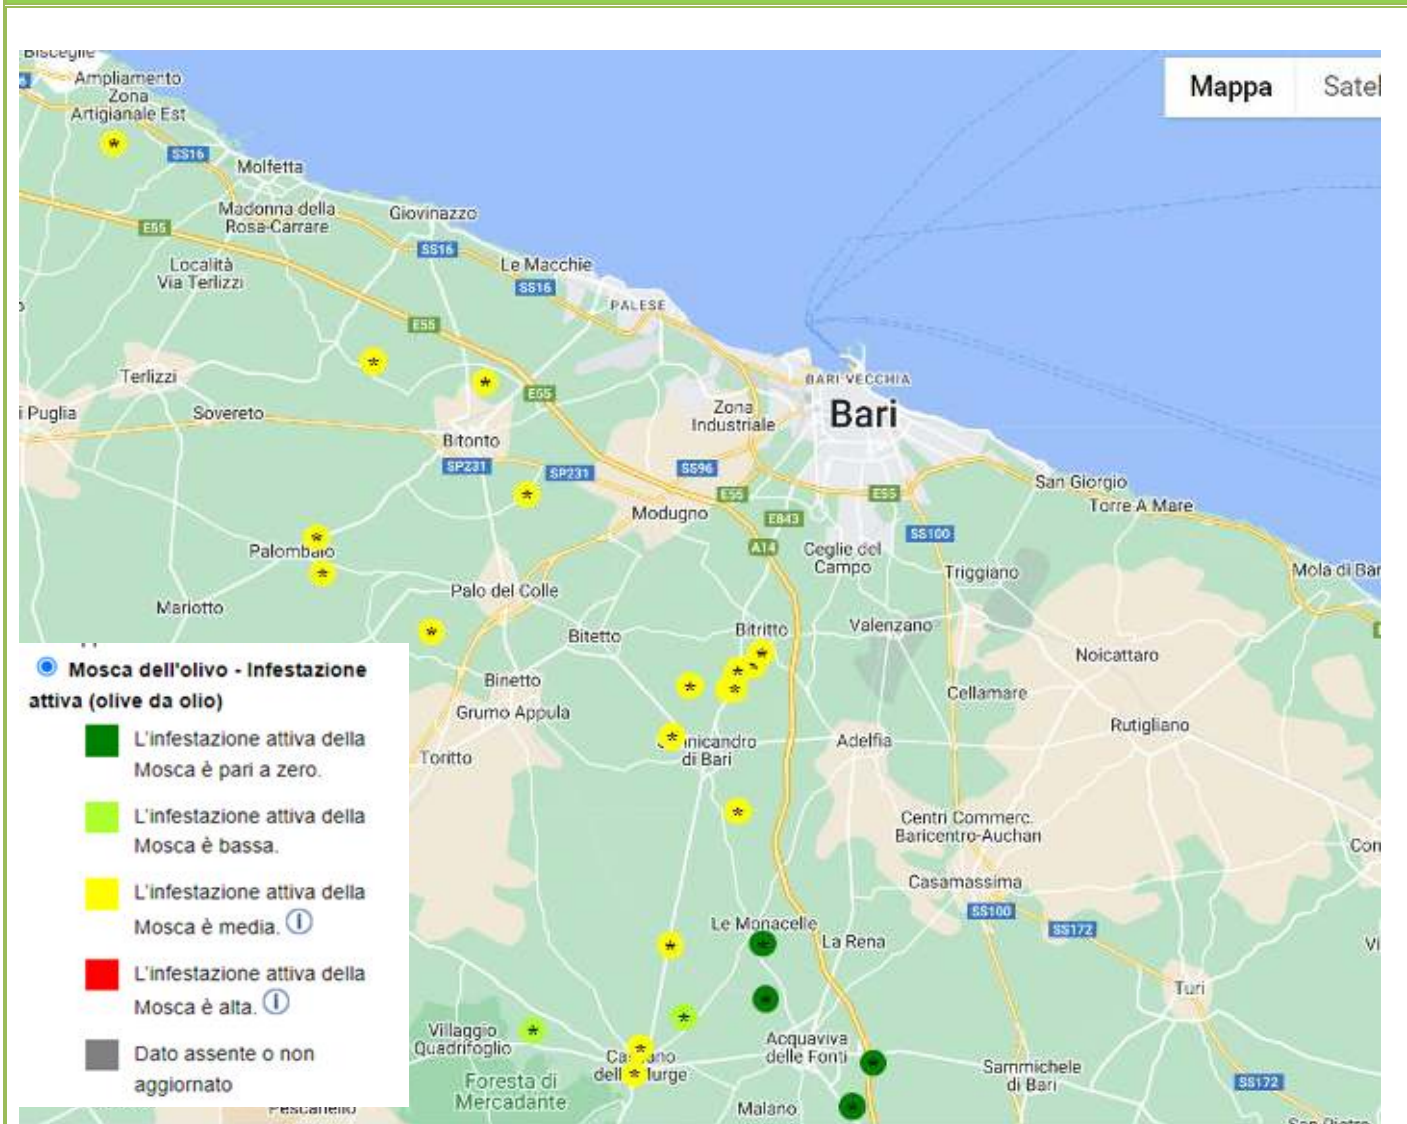 Bisceglie
Ampliamento
Zona
Artigianale Est
Mappa
SS16
Molfetta
Madonna della
Rosa-Carrare
Giovinazzo
E55
SS16
Località
Via Terlizzi
Le Macchie
SS16
PALESE
E55
Terlizzi
E55
BARI VECCHIA
i Puglia
Sovereto
Zona
Industriale
Bari
Bitonto
SP231
SP231
SS96
E55
E55
San Giorgio
Torre A Mare
Modugno
E843
SS100
A14
Ceglie del
Campo
Palombaio
Triggiano
Mola di Bar
Palo del Colle
Mariotto
Bitetto
Bitritto
Valenzano
Noicattaro
Binetto
Cellamare
Grumo Appula
Rutigliano
Toritto
nicandro
di Bari
Adelfia
Centri Commerc.
Baricentro-Auchan
Casamassima
SS100
SS172
Le Monacelle
La Rena
Turi
Villaggio
Quadrifoglio
Acquaviva
delle Fonti
Foresta di
Mercadante
Sammichele
di Bari
SS172
Malano
Mosca dell'olivo - Infestazione
attiva (olive da olio)
L'infestazione attiva della
Mosca è pari a zero.
L'infestazione attiva della
Mosca è bassa.
L'infestazione attiva della
Mosca è media.
L'infestazione attiva della
Mosca è alta.
Dato assente o non
aggiornato